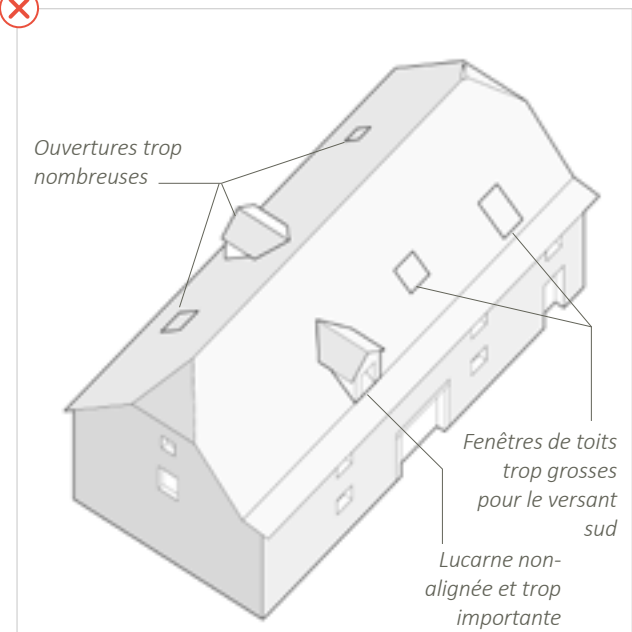 Ouvertures trop
nombreuses
Fenêtres de toits
trop grosses
pour le versant
sud
Lucarne non-
alignée et trop
importante